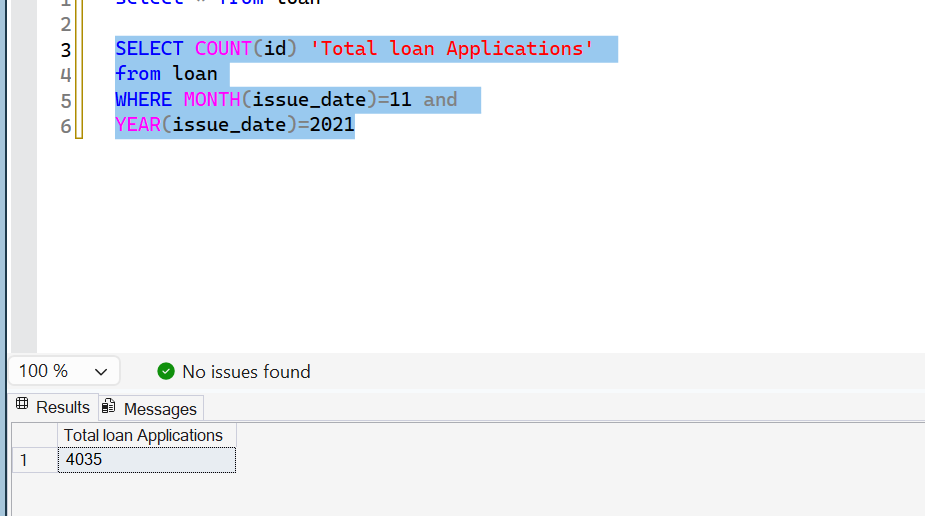 1 select * from loan
2
3 SELECT COUNT(id) 'Total loan Applications'
4 from loan
5 WHERE MONTH(issue_date)=11 and
6 YEAR(issue_date)=2021
100 % No issues found
Results Messages
Total loan Applications
1 4035